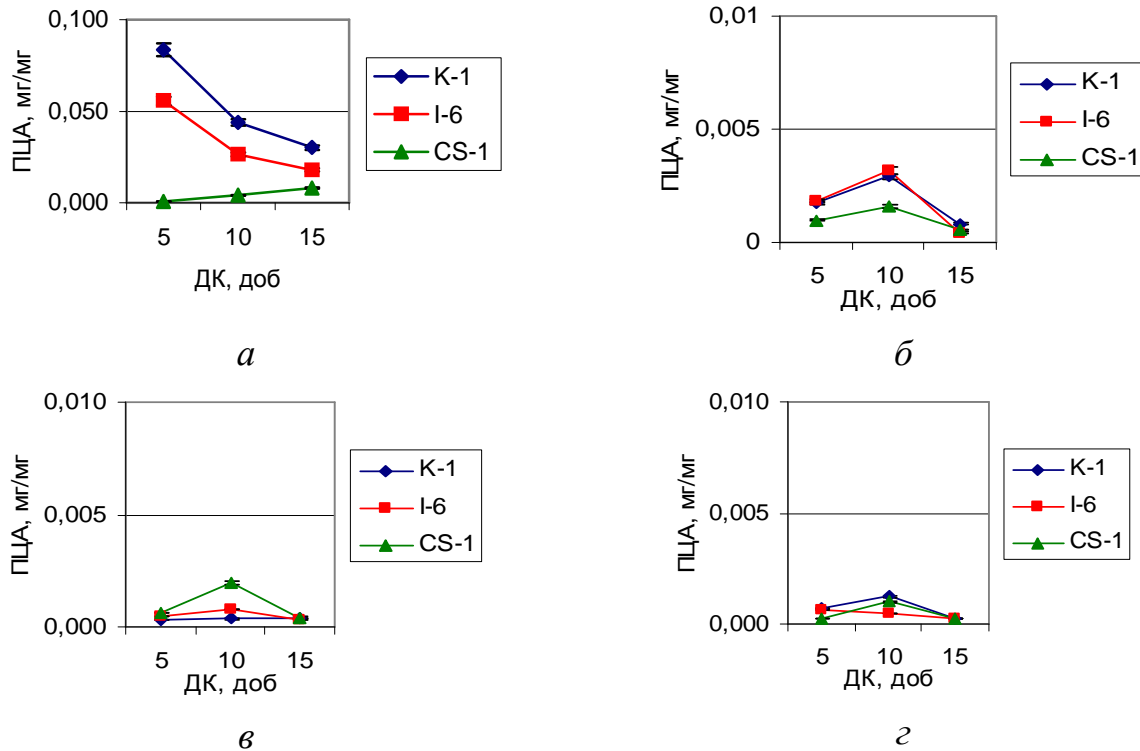 ПЦА, мг/мг
0,100
0,050
0,000
5 10 15
ДК, доб
K-1
I-6
CS-1
а
ПЦА, мг/мг
0,01
0,005
0
5 10 15
ДК, доб
K-1
I-6
CS-1
б
ПЦА, мг/мг
0,010
0,005
0,000
5 10 15
ДК, доб
K-1
I-6
CS-1
в
ПЦА, мг/мг
0,010
0,005
0,000
5 10 15
ДК, доб
K-1
I-6
CS-1
г